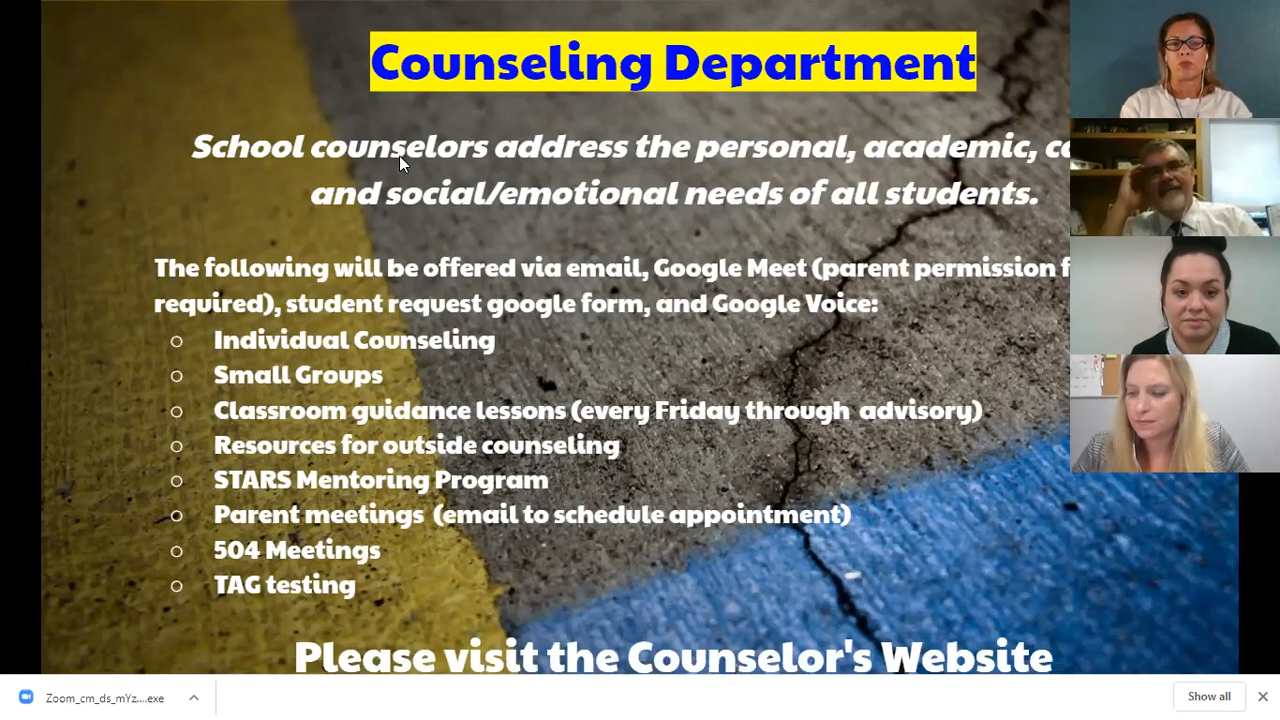 Counseling Department
School counselors address the personal, academic,
and social/emotional needs of all students.
The following will be offered via email, Google Meet (parent permission
required), student request google form, and Google Voice:
Individual Counseling
Small Groups
Classroom guidance lessons (every Friday through advisory)
Resources for outside counseling
STARS Mentoring Program
Parent meetings (email to schedule appointment)
504 Meetings
TAG testing
Please visit the Counselor's Website
Zoom_cm_ds_mYz....exe
Show all